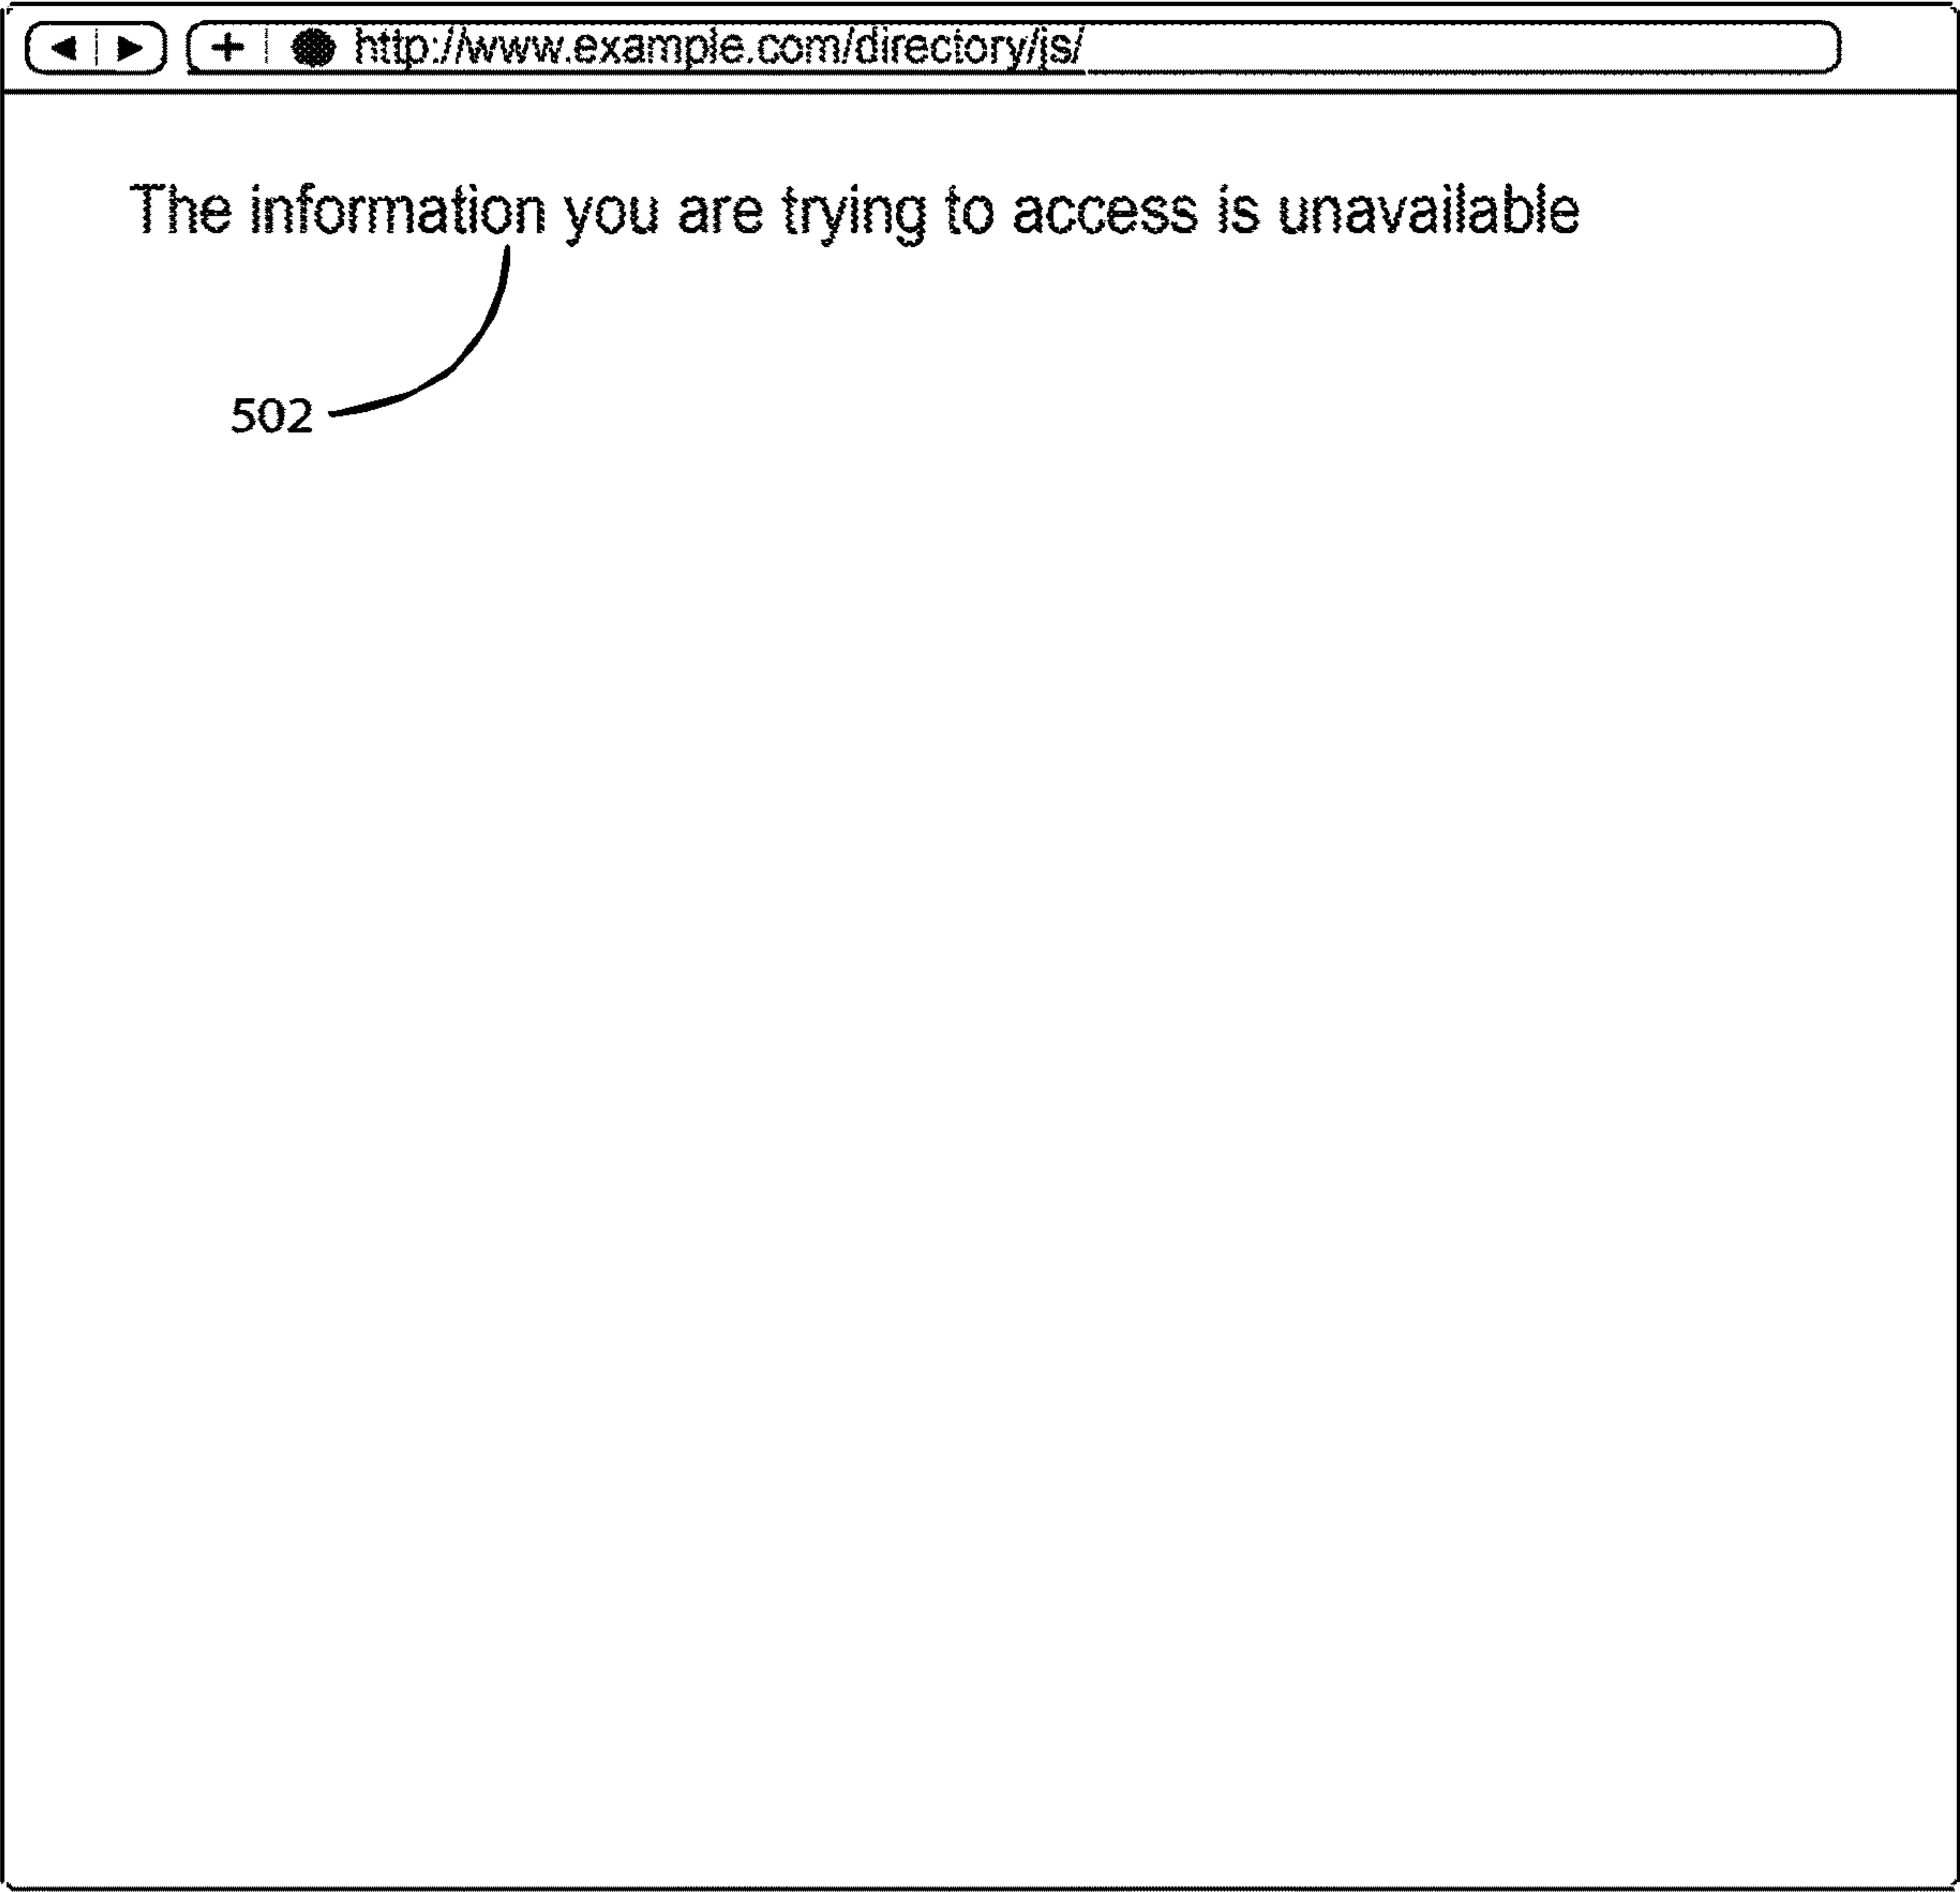 http://www.example.com/directory/js/
The information you are trying to access is unavailable
502